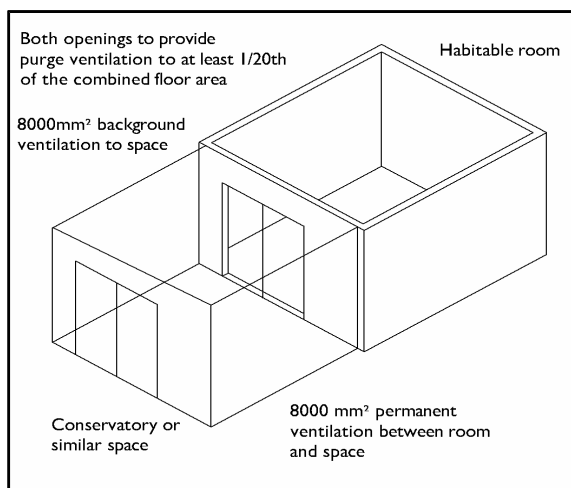 Both openings to provide
purge ventilation to at least 1/20th
of the combined floor area
Habitable room
8000mm² background
ventilation to space
Conservatory or
similar space
8000 mm² permanent
ventilation between room
and space